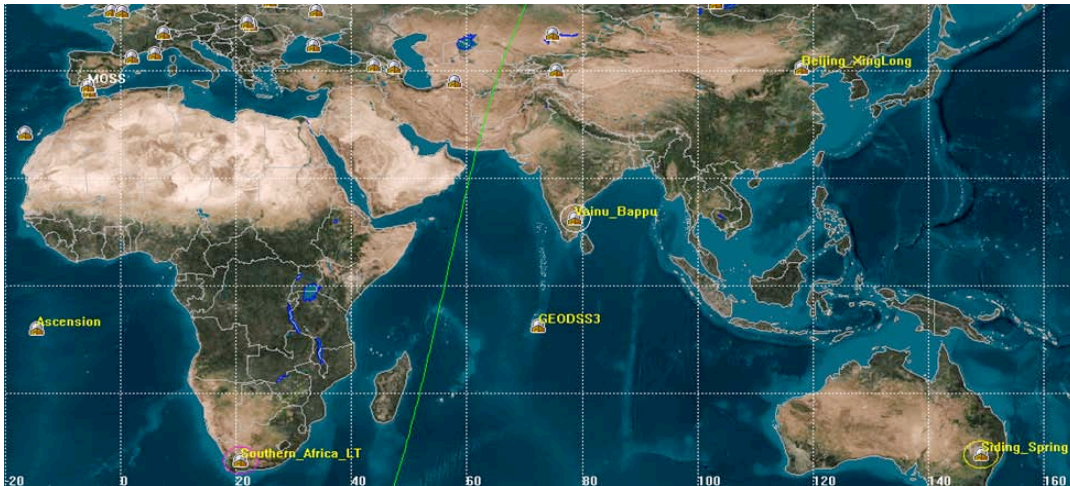 MOSS
Beijing_XingLong
Vainu_Bappu
Ascension
GEODSS3
Southern_Africa_LT
Siding_Spring
-20 0 20 40 60 80 100 120 140 160